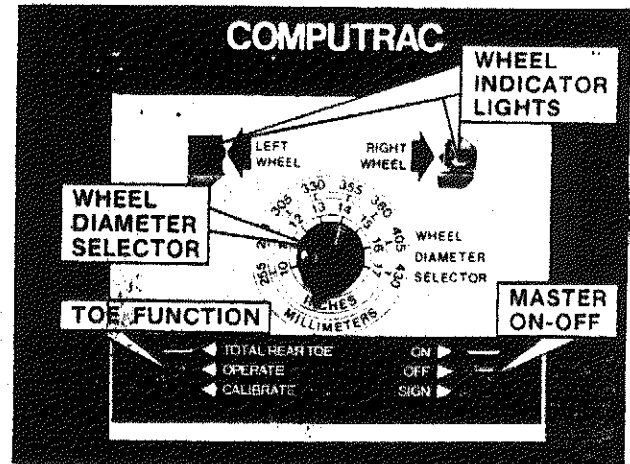 COMPUTRAC
WHEEL
INDICATOR
LIGHTS
LEFT
WHEEL
RIGHT
WHEEL
WHEEL
DIAMETER
SELECTOR
255 305 330 355 380 405 430
10 12 13 14 15 16 17
INCHES
MILLIMETERS
WHEEL
DIAMETER
SELECTOR
TOE FUNCTION
MASTER
ON-OFF
TOTAL REAR TOE
OPERATE
CALIBRATE
ON
OFF
SIGN